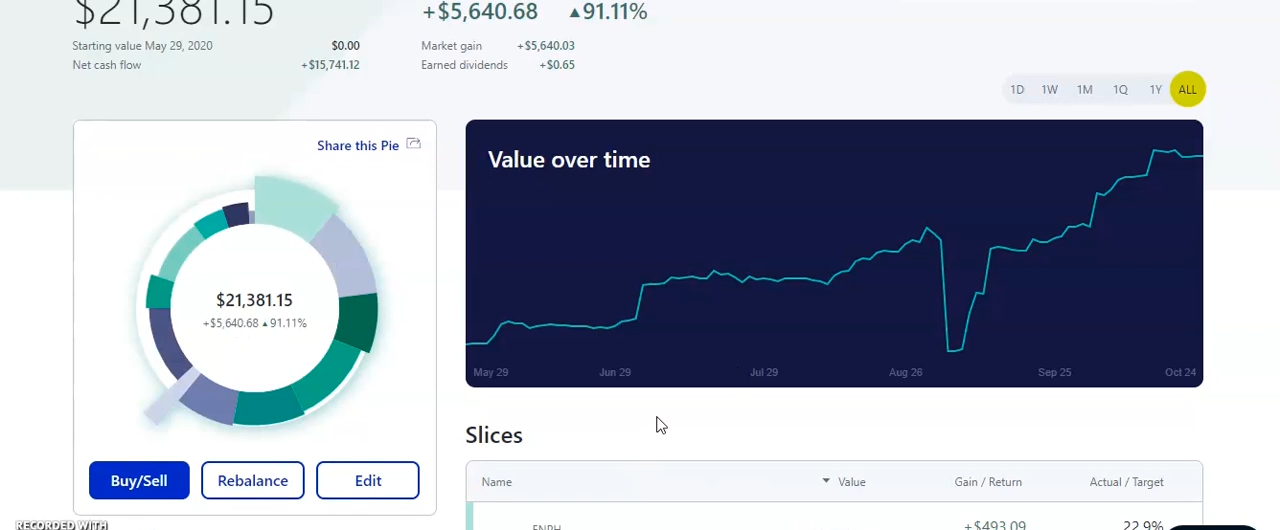 $21,381.15
+$5,640.68 ▲91.11%
Starting value May 29, 2020 $0.00
Net cash flow +$15,741.12
Market gain +$5,640.03
Earned dividends +$0.65
1D 1W 1M 1Q 1Y ALL
Share this Pie
$21,381.15
+$5,640.68 ▲91.11%
Buy/Sell Rebalance Edit
Value over time
May 29 Jun 29 Jul 29 Aug 26 Sep 25 Oct 24
Slices
Name Value Gain / Return Actual / Target
ENPH +$493.09 22.9%
RECORDED WITH